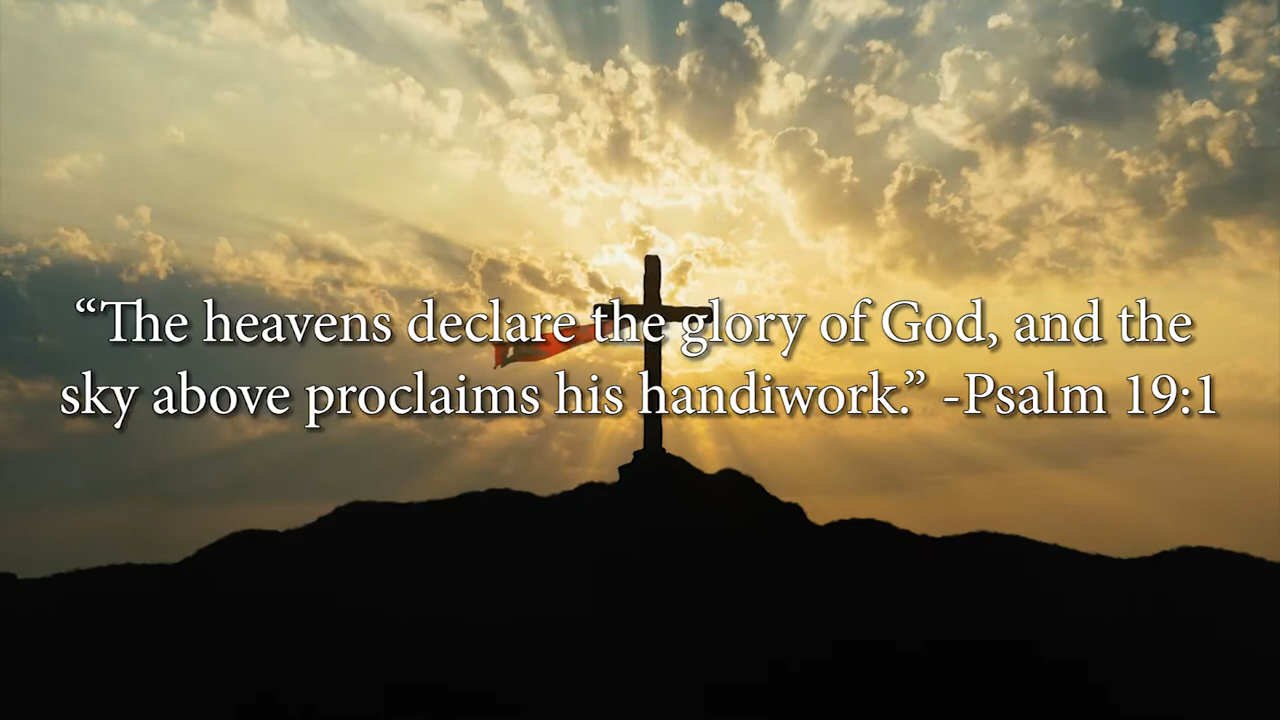 “The heavens declare the glory of God, and the
sky above proclaims his handiwork.” -Psalm 19:1